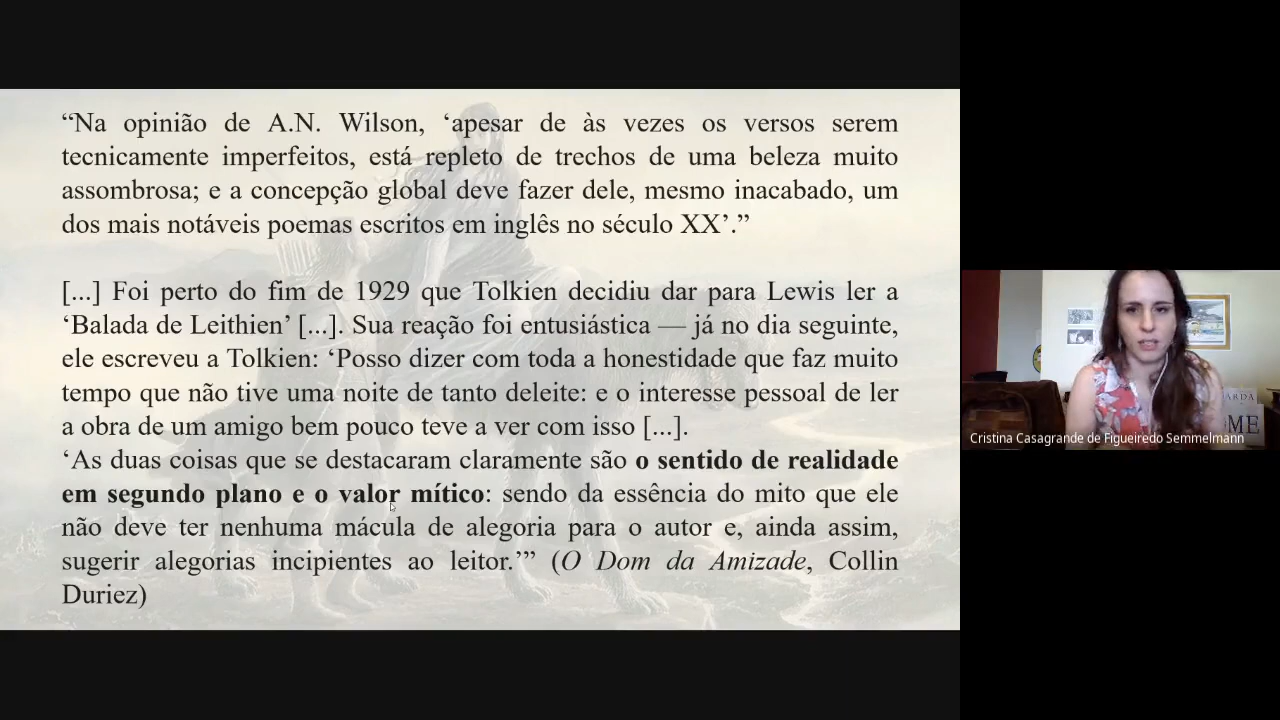 “Na opinião de A.N. Wilson, ‘apesar de às vezes os versos serem
tecnicamente imperfeitos, está repleto de trechos de uma beleza muito
assombrosa; e a concepção global deve fazer dele, mesmo inacabado, um
dos mais notáveis poemas escritos em inglês no século XX’.”
[...] Foi perto do fim de 1929 que Tolkien decidiu dar para Lewis ler a
‘Balada de Leithien’ [...]. Sua reação foi entusiástica — já no dia seguinte,
ele escreveu a Tolkien: ‘Posso dizer com toda a honestidade que faz muito
tempo que não tive uma noite de tanto deleite: e o interesse pessoal de ler
a obra de um amigo bem pouco teve a ver com isso [...].
‘As duas coisas que se destacaram claramente são o sentido de realidade
em segundo plano e o valor mítico: sendo da essência do mito que ele
não deve ter nenhuma mácula de alegoria para o autor e, ainda assim,
sugerir alegorias incipientes ao leitor.’” (O Dom da Amizade, Collin
Duriez)
ARDA
ME
Cristina Casagrande de Figueiredo Semmelmann